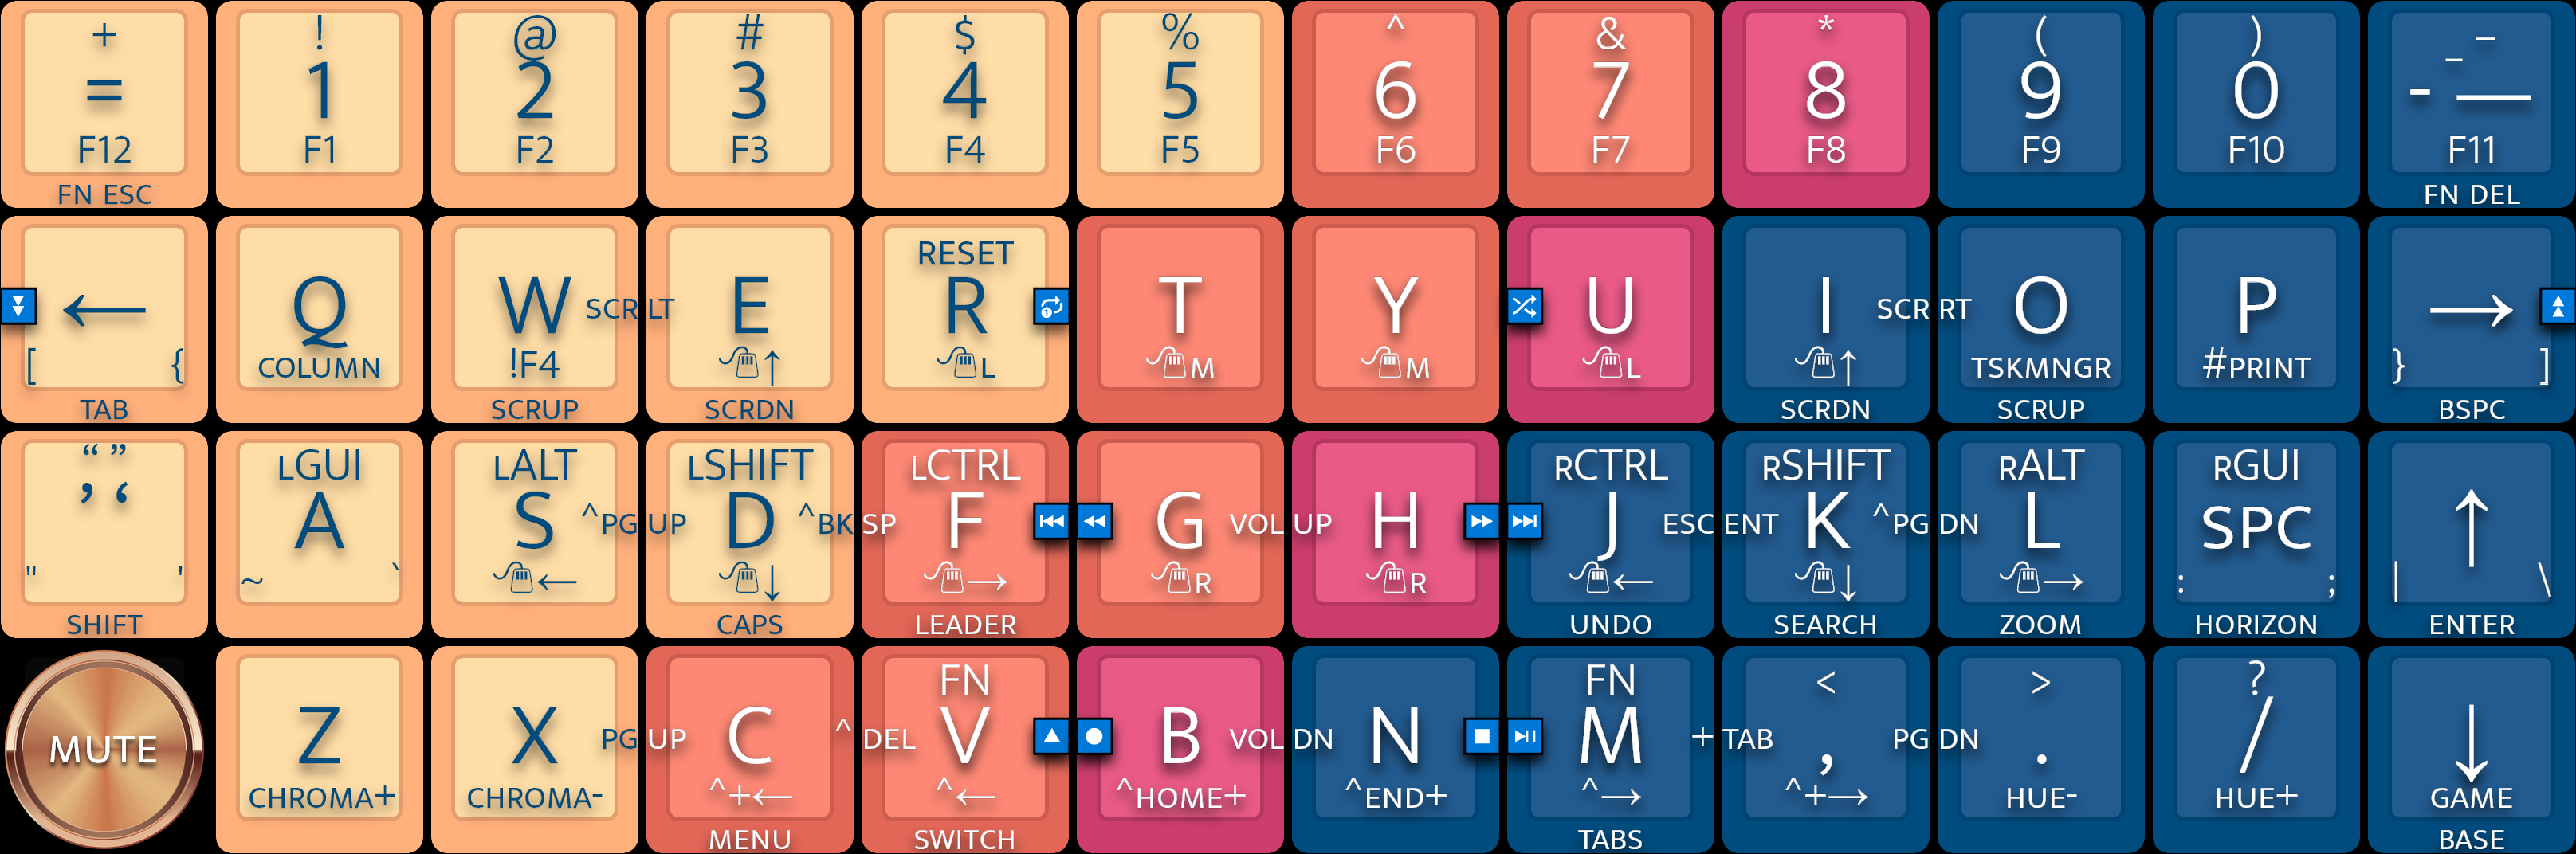 + ! @ # $ % ^ & * ( ) _ –
= 1 2 3 4 5 6 7 8 9 0 - —
F12 F1 F2 F3 F4 F5 F6 F7 F8 F9 F10 F11
FN ESC FN DEL
RESET
← Q W SCR LT E R T Y U I SCR RT O P →
[ { COLUMN !F4 ↑ L M M L ↑ TSKMNGR #PRINT } ]
TAB SCRUP SCRDN SCRDN SCRUP BSPC
“ ” LGUI LALT LSHIFT LCTRL RCTRL RSHIFT RALT RGUI
’ ‘ A S ^PG UP D ^BK SP F G VOL UP H J ESC ENT K ^PG DN L SPC ↑
" ' ~ ` ← ↓ → R R ← ↓ → : ; | \
SHIFT CAPS LEADER UNDO SEARCH ZOOM HORIZON ENTER
FN FN < > ?
MUTE Z X PG UP C ^ DEL V B VOL DN N M + TAB , PG DN . / ↓
CHROMA+ CHROMA- ^+← ^← ^HOME+ ^END+ ^→ ^+→ HUE- HUE+ GAME
MENU SWITCH TABS BASE